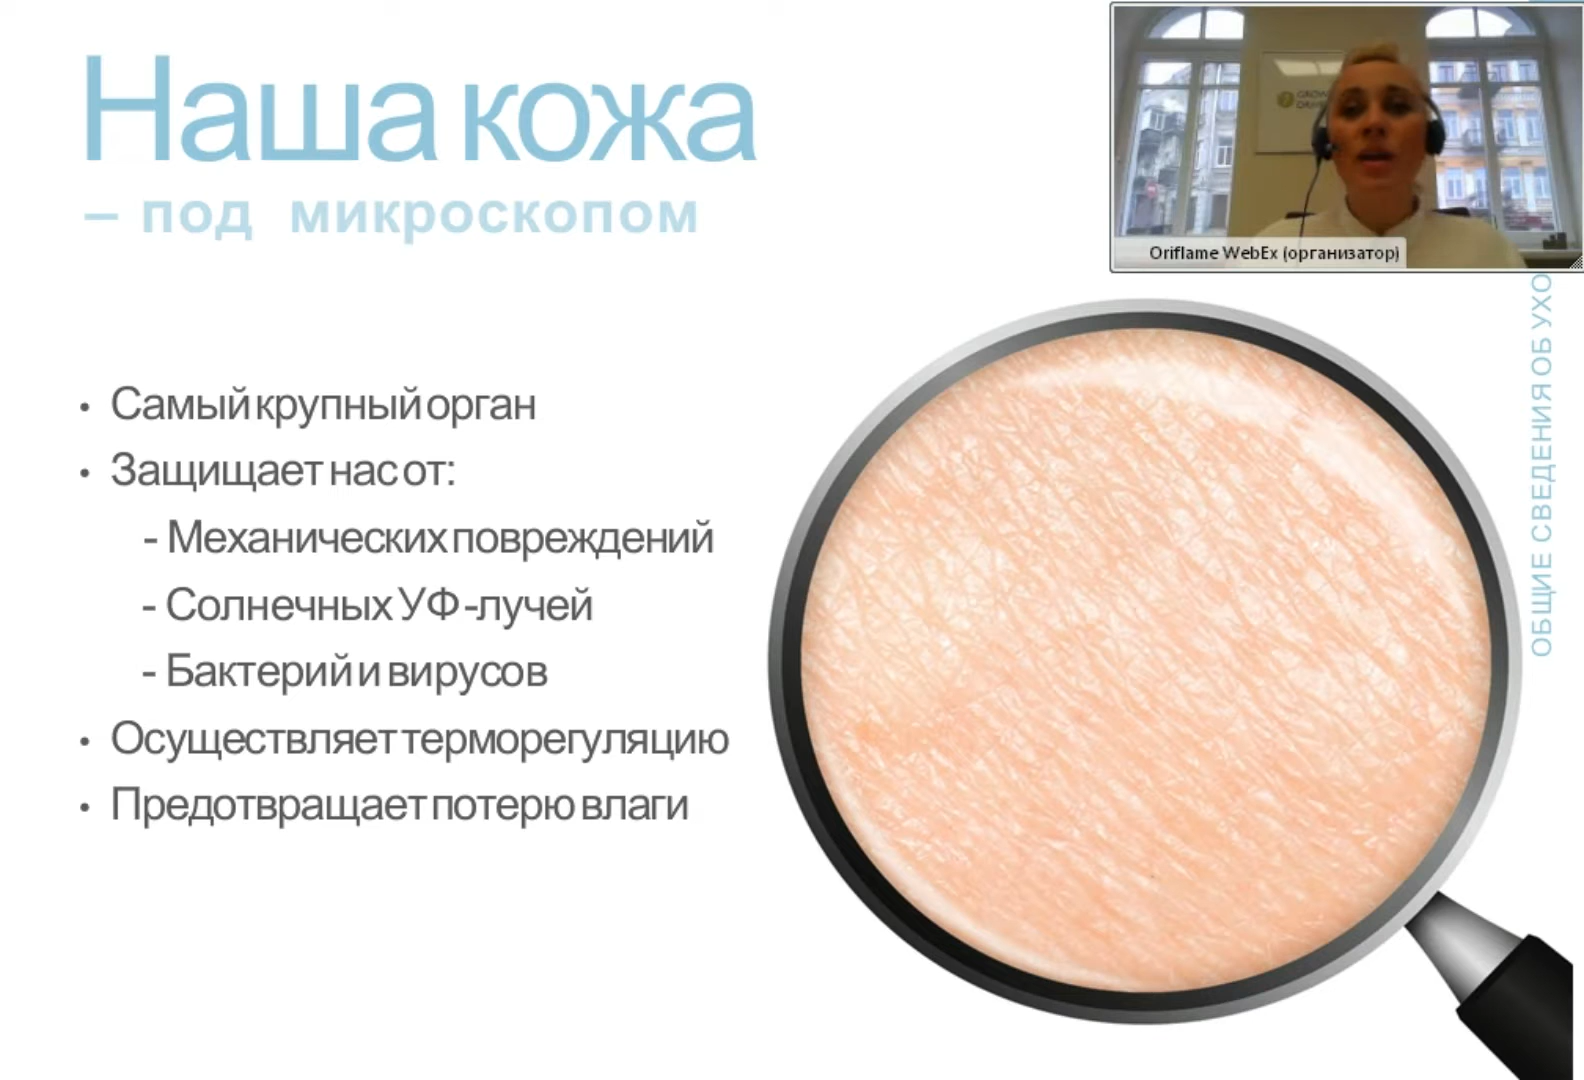 Наша кожа
– под микроскопом
Oriflame WebEx (организатор)
• Самый крупный орган
• Защищает нас от:
- Механических повреждений
- Солнечных УФ-лучей
- Бактерий и вирусов
• Осуществляет терморегуляцию
• Предотвращает потерю влаги
ОБЩИЕ СВЕДЕНИЯ ОБ УХО